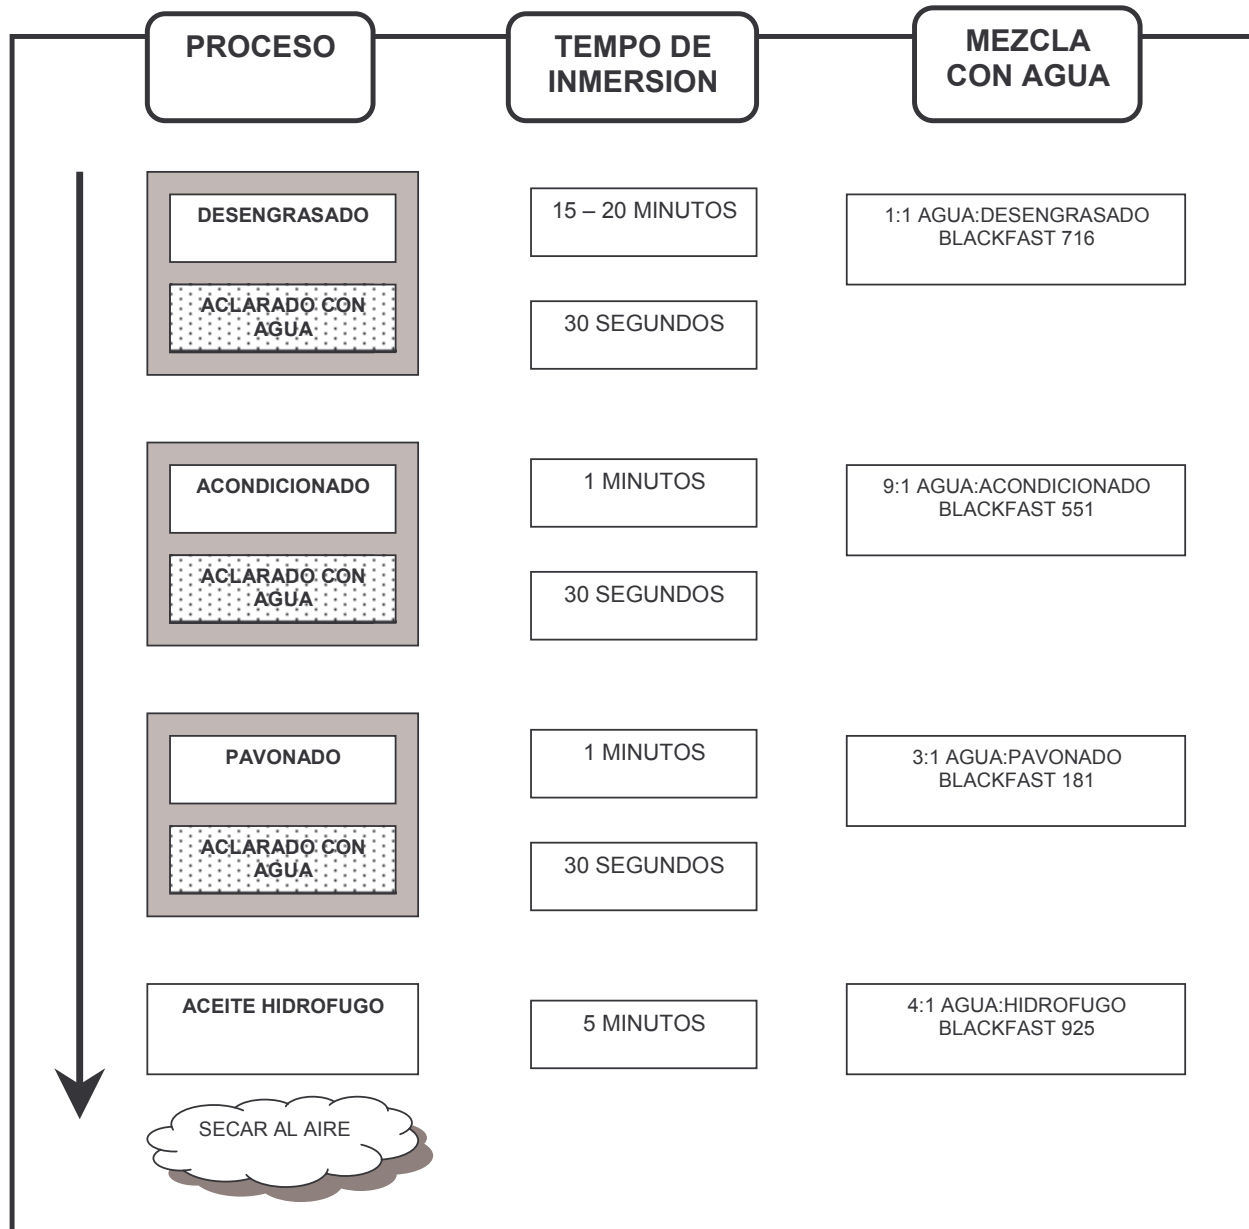 PROCESO
TEMPO DE
INMERSION
MEZCLA
CON AGUA
DESENGRASADO
15 – 20 MINUTOS
1:1 AGUA:DESENGRASADO
BLACKFAST 716
ACLARADO CON
AGUA
30 SEGUNDOS
ACONDICIONADO
1 MINUTOS
9:1 AGUA:ACONDICIONADO
BLACKFAST 551
ACLARADO CON
AGUA
30 SEGUNDOS
PAVONADO
1 MINUTOS
3:1 AGUA:PAVONADO
BLACKFAST 181
ACLARADO CON
AGUA
30 SEGUNDOS
ACEITE HIDROFUGO
5 MINUTOS
4:1 AGUA:HIDROFUGO
BLACKFAST 925
SECAR AL AIRE